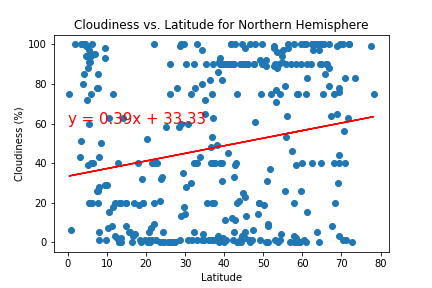 Cloudiness vs. Latitude for Northern Hemisphere
100
80
60
40
20
0
Cloudiness (%)
y = 0.39x + 33.33
0 10 20 30 40 50 60 70 80
Latitude